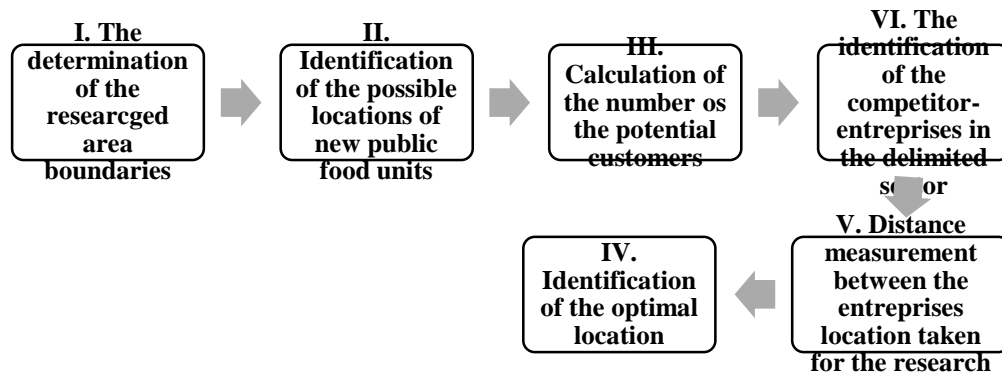 I. The
determination
of the
researcged
area
boundaries
II.
Identification
of the possible
locations of
new public
food units
III.
Calculation of
the number os
the potential
customers
VI. The
identification
of the
competitor-
entreprises in
the delimited
V. Distance
measurement
between the
entreprises
location taken
for the research
IV.
Identification
of the optimal
location